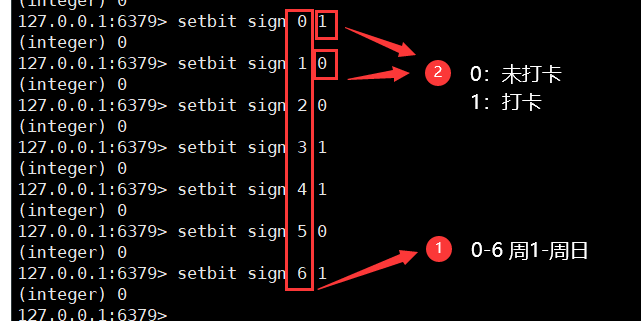 (integer) 0
127.0.0.1:6379> setbit sign 0 1
(integer) 0
127.0.0.1:6379> setbit sign 1 0
(integer) 0
127.0.0.1:6379> setbit sign 2 0
(integer) 0
127.0.0.1:6379> setbit sign 3 1
(integer) 0
127.0.0.1:6379> setbit sign 4 1
(integer) 0
127.0.0.1:6379> setbit sign 5 0
(integer) 0
127.0.0.1:6379> setbit sign 6 1
(integer) 0
127.0.0.1:6379>
2 0：未打卡
1：打卡
1 0-6 周1-周日